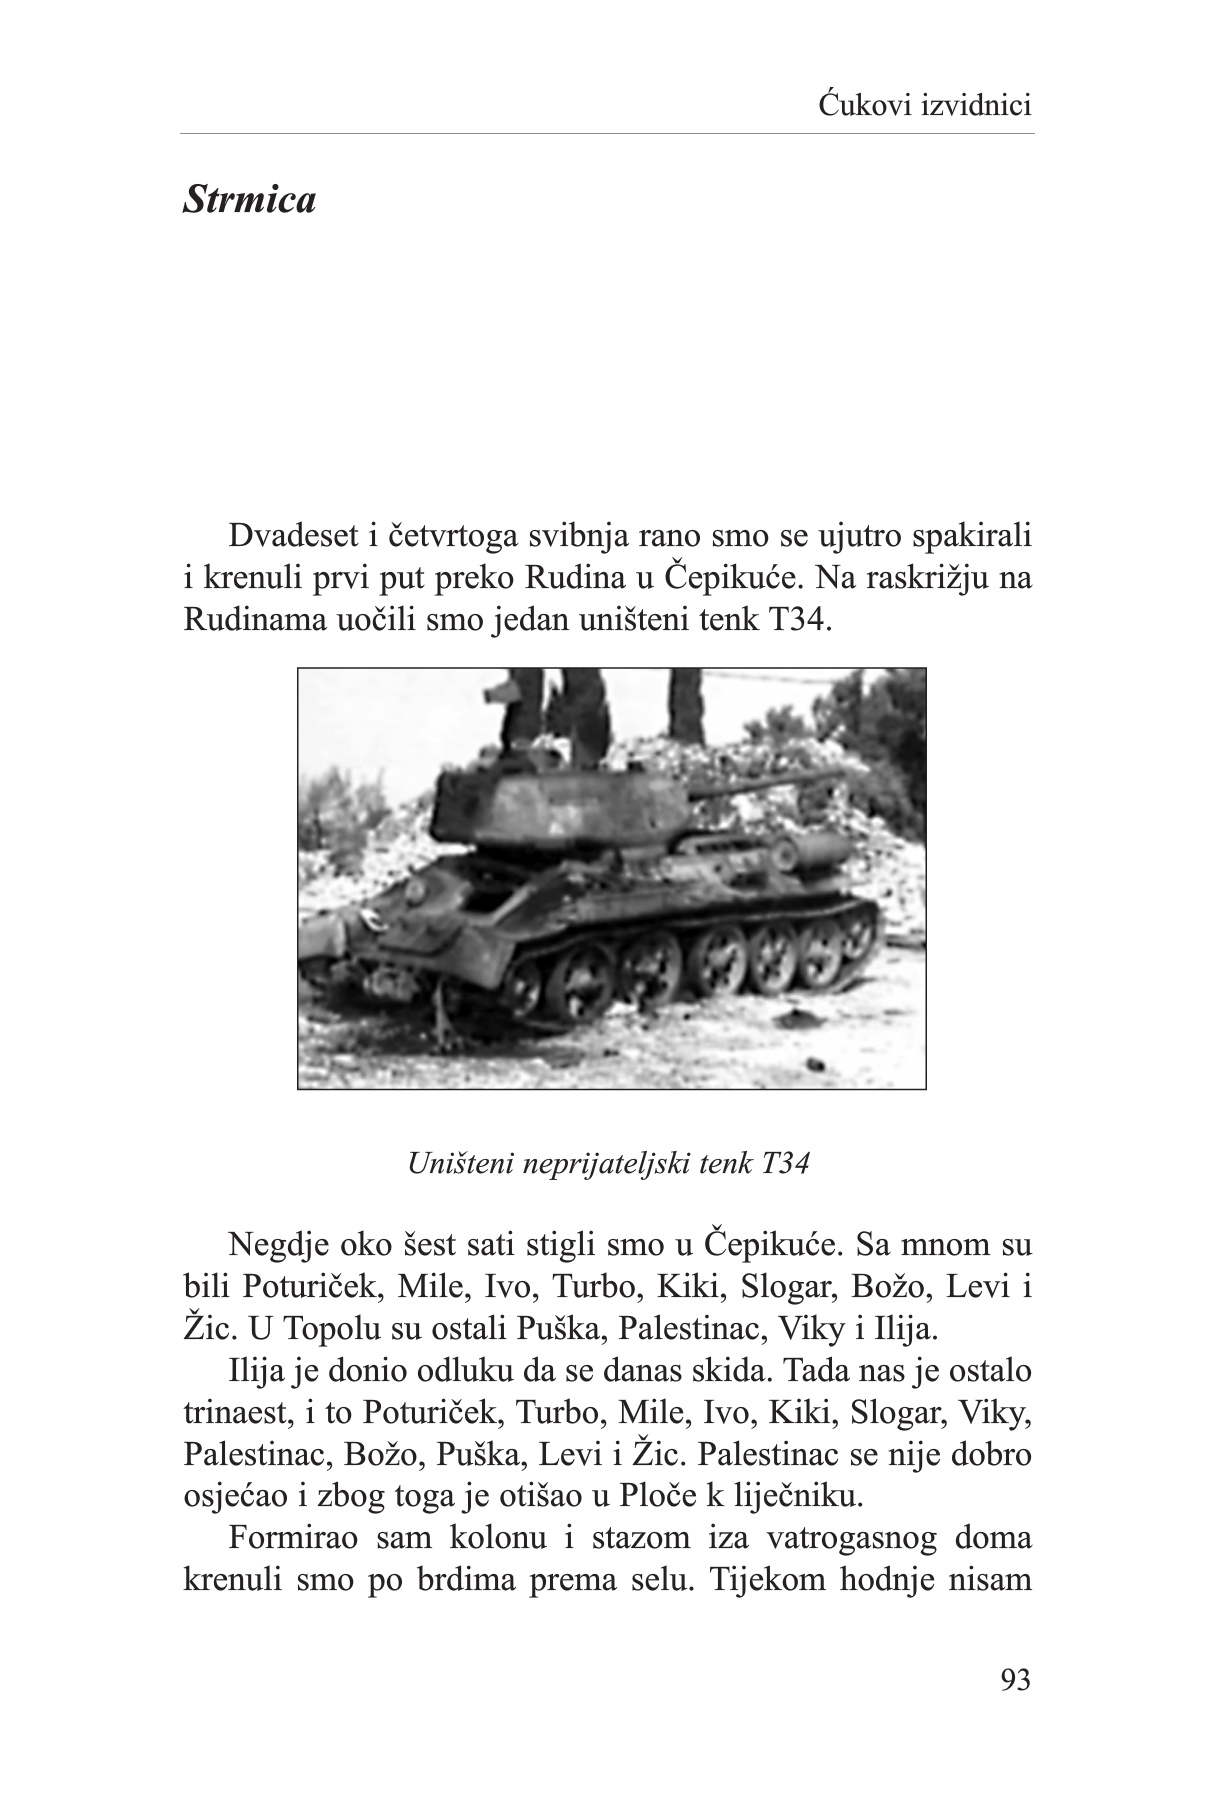 Ćukovi izvidnici
Strmica
Dvadeset i četvrtoga svibnja rano smo se ujutro spakirali
i krenuli prvi put preko Rudina u Čepikuće. Na raskrižju na
Rudinama uočili smo jedan uništeni tenk T34.
Uništeni neprijateljski tenk T34
Negdje oko šest sati stigli smo u Čepikuće. Sa mnom su
bili Poturiček, Mile, Ivo, Turbo, Kiki, Slogar, Božo, Levi i
Žic. U Topolu su ostali Puška, Palestinac, Viky i Ilija.
Ilija je donio odluku da se danas skida. Tada nas je ostalo
trinaest, i to Poturiček, Turbo, Mile, Ivo, Kiki, Slogar, Viky,
Palestinac, Božo, Puška, Levi i Žic. Palestinac se nije dobro
osjećao i zbog toga je otišao u Ploče k liječniku.
Formirao sam kolonu i stazom iza vatrogasnog doma
krenuli smo po brdima prema selu. Tijekom hodnje nisam
93